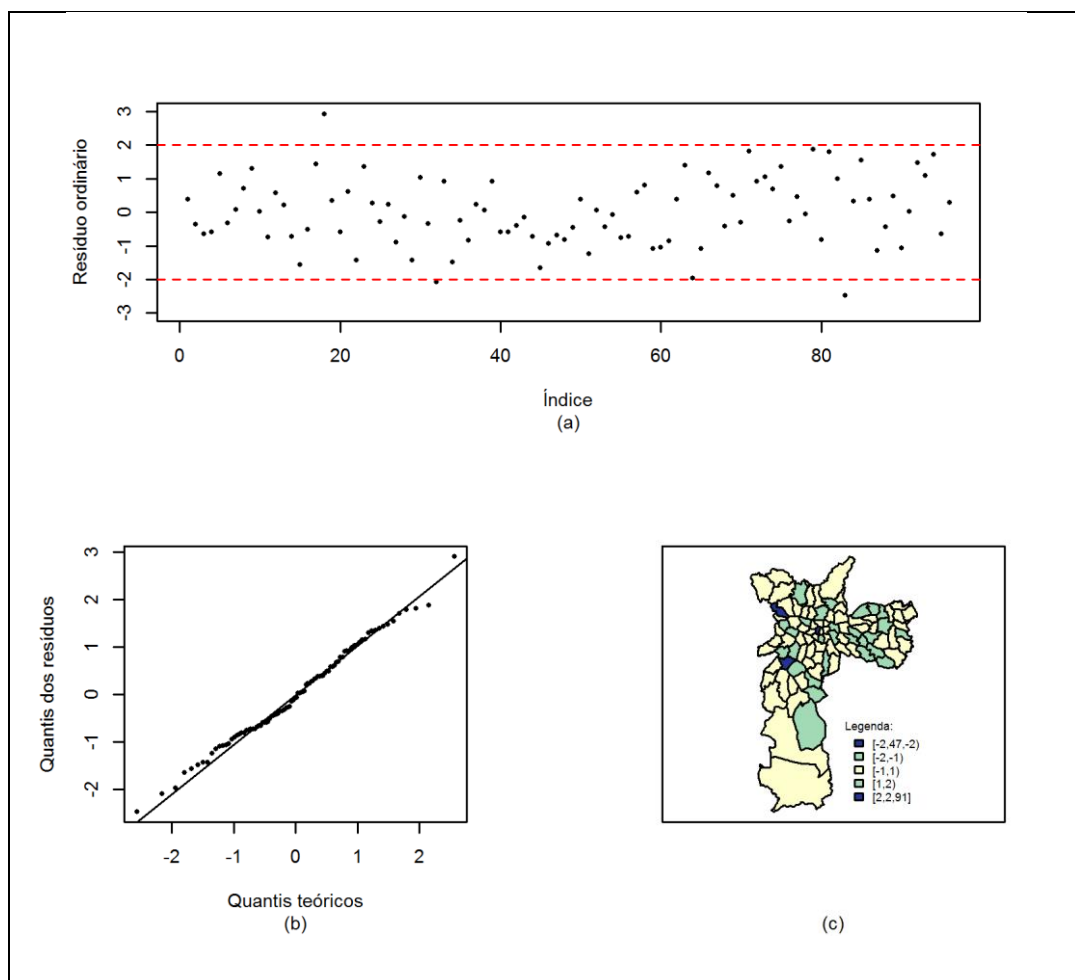 Resíduo ordinário
3
2
1
0
-1
-2
-3
0 20 40 60 80
Índice
(a)
Quantis dos resíduos
3
2
1
0
-1
-2
-2 -1 0 1 2
Quantis teóricos
(b)
Legenda:
[-2,47,-2)
[-2,-1)
[-1,1)
[1,2)
[2,2,91]
(c)